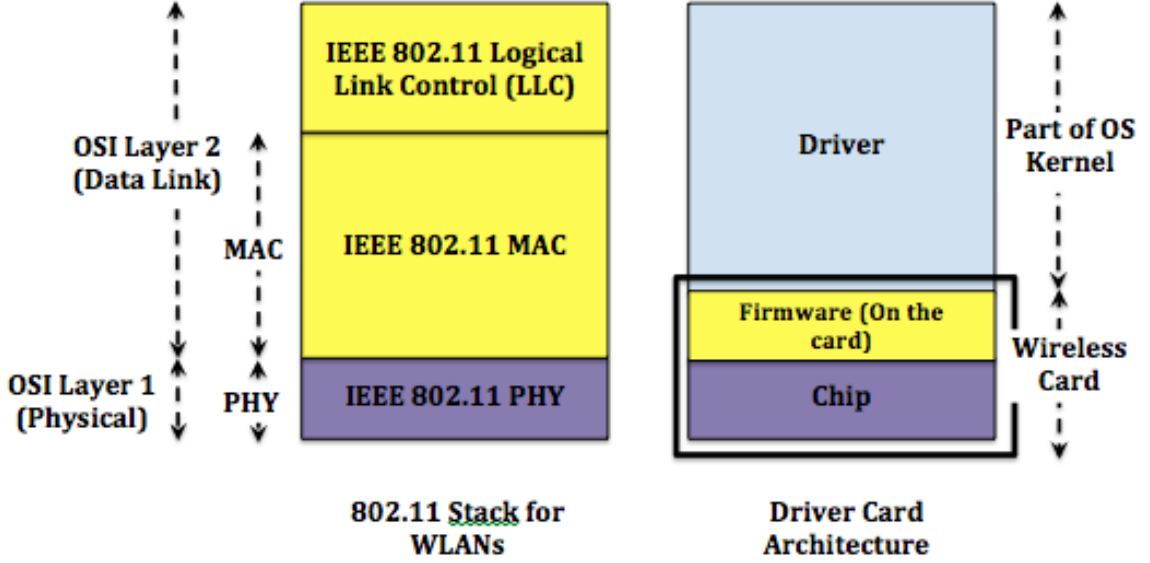 IEEE 802.11 Logical
Link Control (LLC)
OSI Layer 2
(Data Link)
MAC
IEEE 802.11 MAC
OSI Layer 1
(Physical)
PHY
IEEE 802.11 PHY
802.11 Stack for
WLANs
Driver
Part of OS
Kernel
Firmware (On the
card)
Wireless
Card
Chip
Driver Card
Architecture